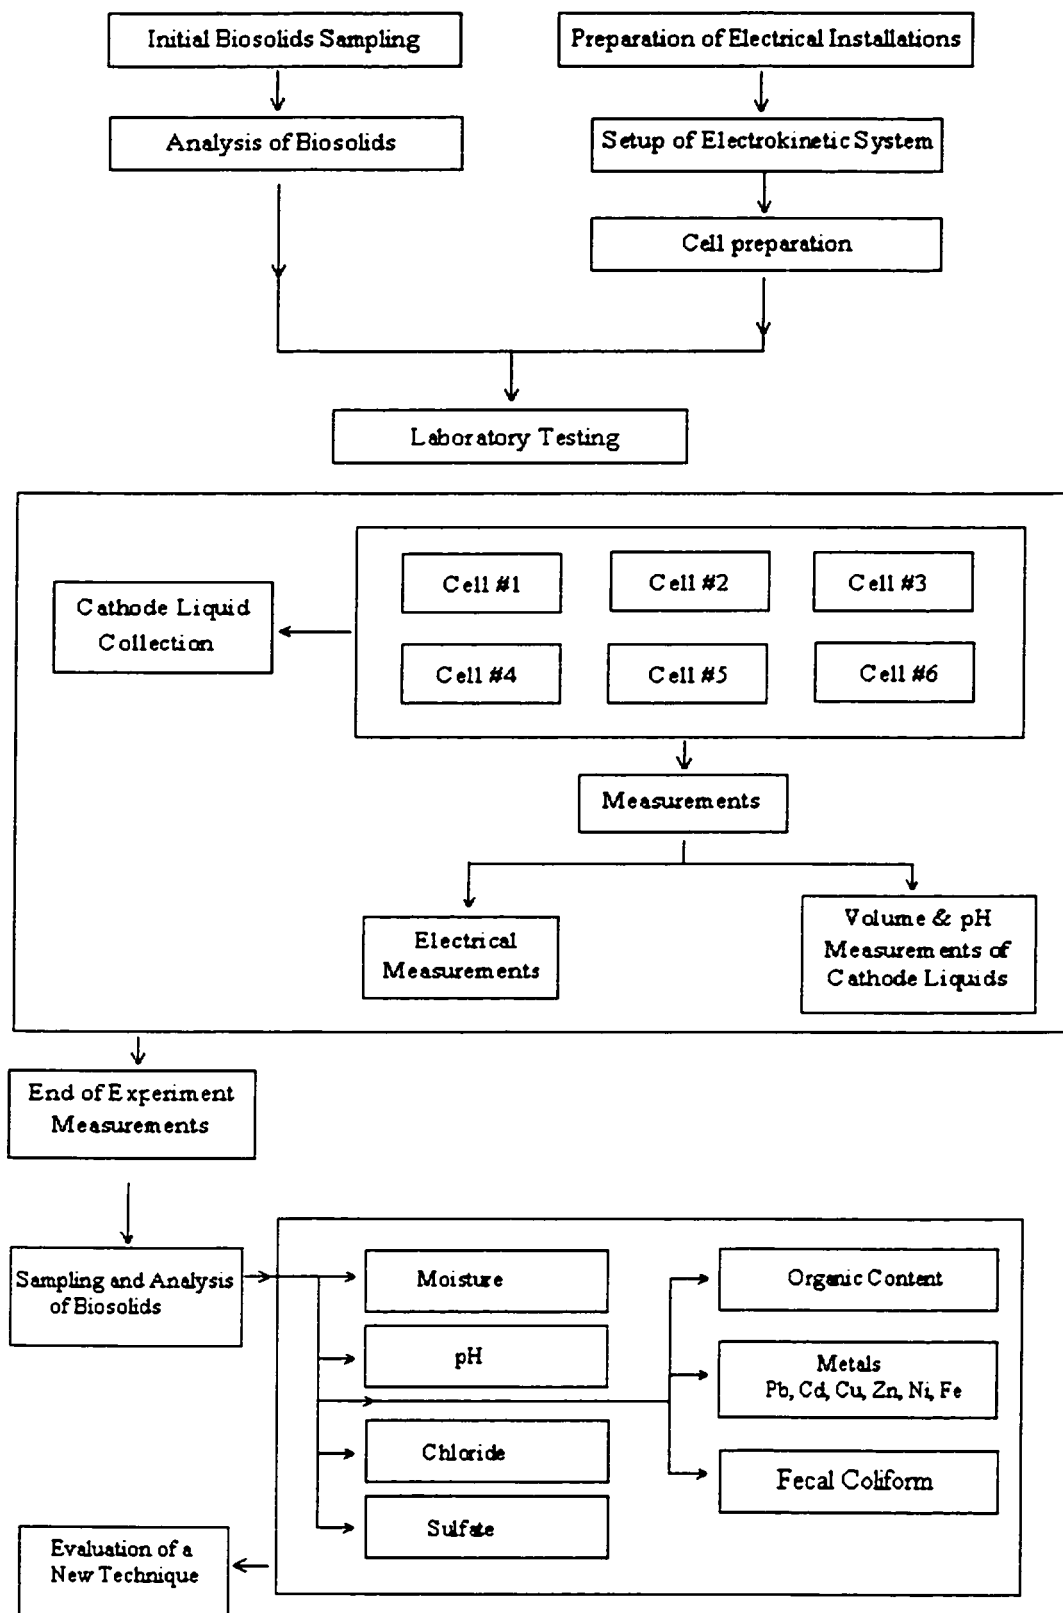 Initial Biosolids Sampling
Preparation of Electrical Installations
Analysis of Biosolids
Setup of Electrokinetic System
Cell preparation
Laboratory Testing
Cathode Liquid
Collection
Cell #1
Cell #2
Cell #3
Cell #4
Cell #5
Cell #6
Measurements
Electrical
Measurements
Volume & pH
Measurements of
Cathode Liquids
End of Experiment
Measurements
Sampling and Analysis
of Biosolids
Moisture
pH
Chloride
Sulfate
Organic Content
Metals
Pb, Cd, Cu, Zn, Ni, Fe
Fecal Coliform
Evaluation of a
New Technique